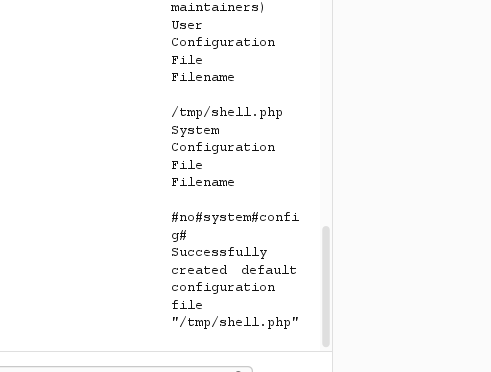 maintainers)
User
Configuration
File
Filename
/tmp/shell.php
System
Configuration
File
Filename
#no#system#confi
g#
Successfully
created  default
configuration
file
"/tmp/shell.php"